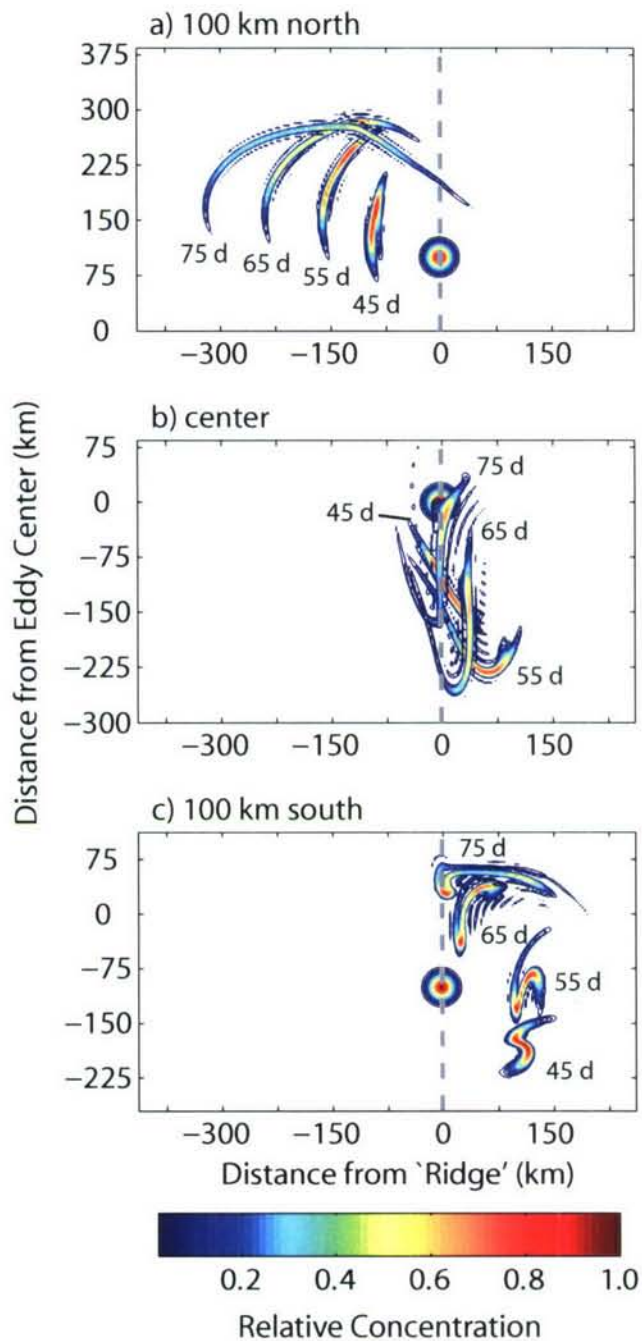 a) 100 km north
375
300
225
150
75
0
75 d
65 d
55 d
45 d
−300
−150
0
150
Distance from Eddy Center (km)
b) center
75
0
−75
−150
−225
−300
75 d
45 d
65 d
55 d
−300
−150
0
150
c) 100 km south
75
0
−75
−150
−225
75 d
65 d
55 d
45 d
−300
−150
0
150
Distance from `Ridge' (km)
0.2
0.4
0.6
0.8
1.0
Relative Concentration